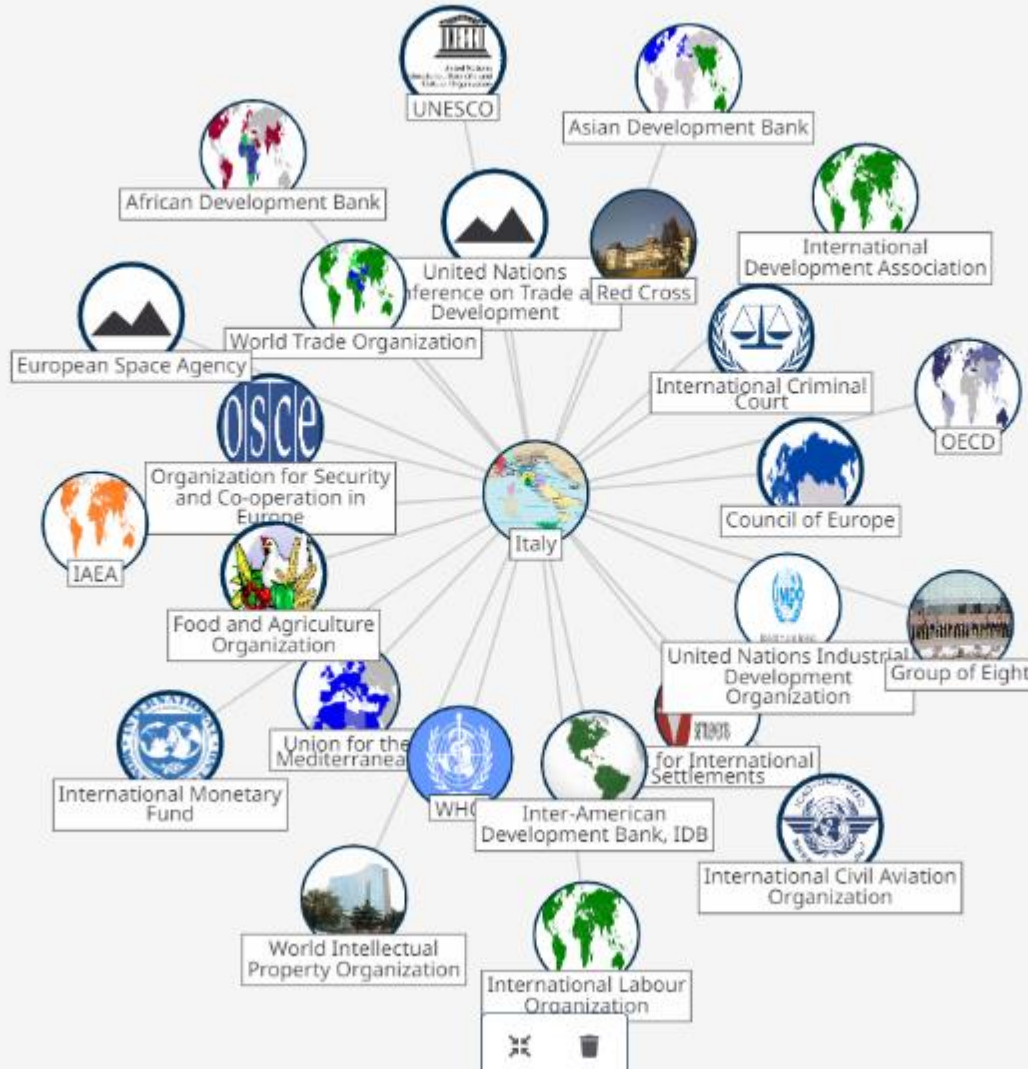 UNESCO
Asian Development Bank
African Development Bank
International
Development Association
United Nations
nference on Trade a
Development
Red Cross
World Trade Organization
European Space Agency
International Criminal
Court
OECD
OSCE
Organization for Security
and Co-operation in
Europe
Council of Europe
Italy
IAEA
Food and Agriculture
Organization
United Nations Industrial
Development
Organization
Group of Eight
Union for the
Mediterranea
International Monetary
Fund
WHO
Inter-American
Development Bank, IDB
for International
Settlements
International Civil Aviation
Organization
World Intellectual
Property Organization
International Labour
Organization